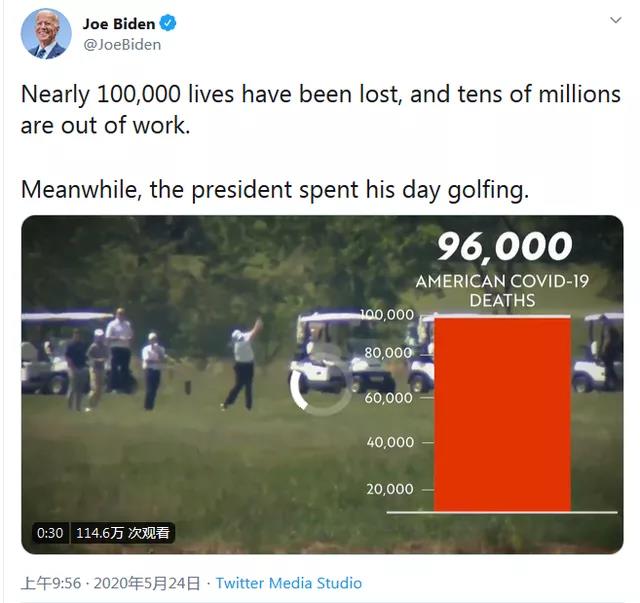 Joe Biden
@JoeBiden
Nearly 100,000 lives have been lost, and tens of millions
are out of work.
Meanwhile, the president spent his day golfing.
96,000
AMERICAN COVID-19
DEATHS
100,000
80,000
60,000
40,000
20,000
0:30 114.6万 次观看
上午9:56 · 2020年5月24日 · Twitter Media Studio